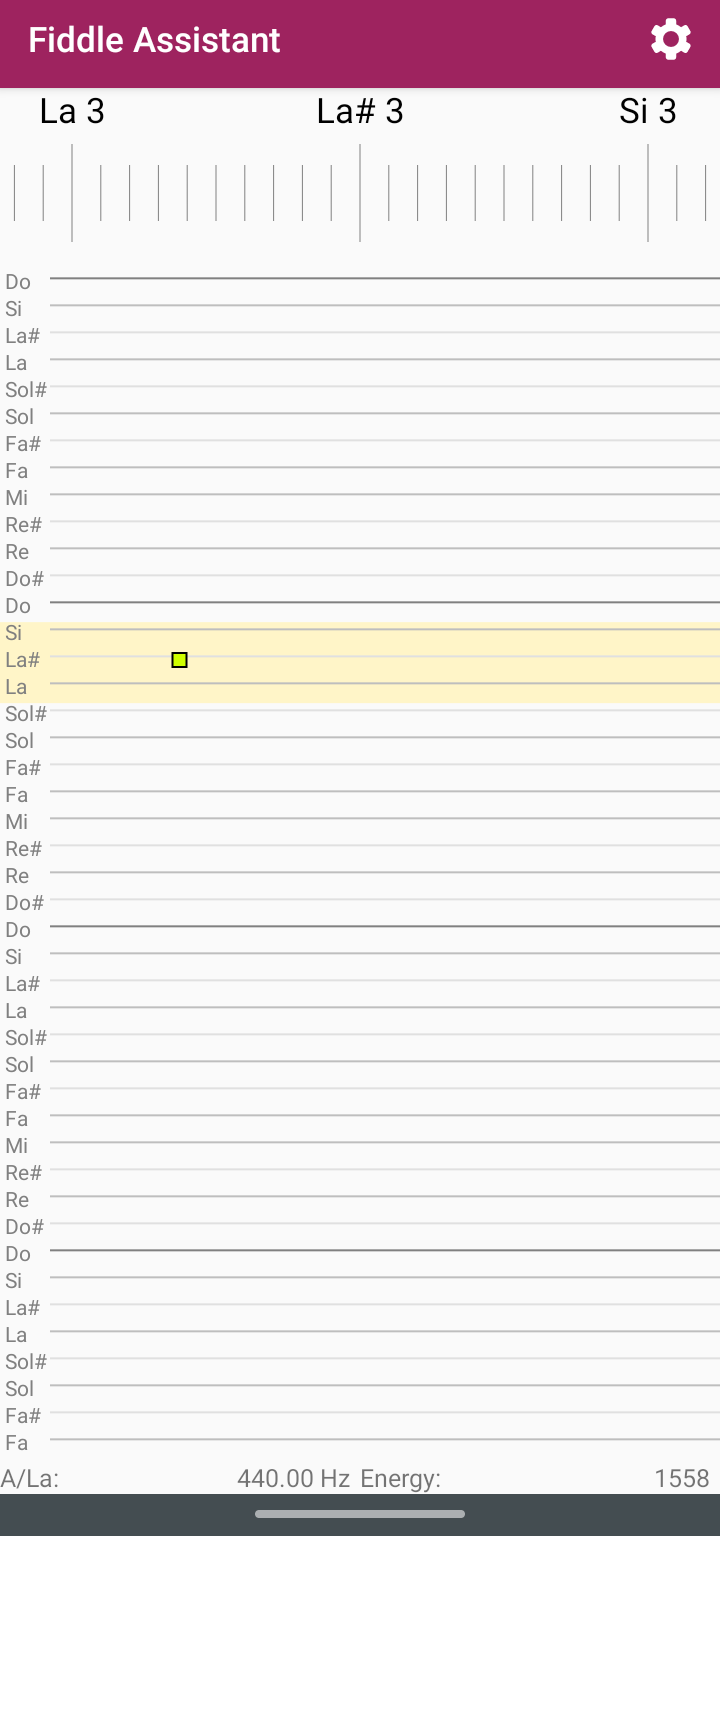 Fiddle Assistant
La 3 La# 3 Si 3
Do
Si
La#
La
Sol#
Sol
Fa#
Fa
Mi
Re#
Re
Do#
Do
Si
La#
La
Sol#
Sol
Fa#
Fa
Mi
Re#
Re
Do#
Do
Si
La#
La
Sol#
Sol
Fa#
Fa
Mi
Re#
Re
Do#
Do
Si
La#
La
Sol#
Sol
Fa#
Fa
A/La: 440.00 Hz Energy: 1558